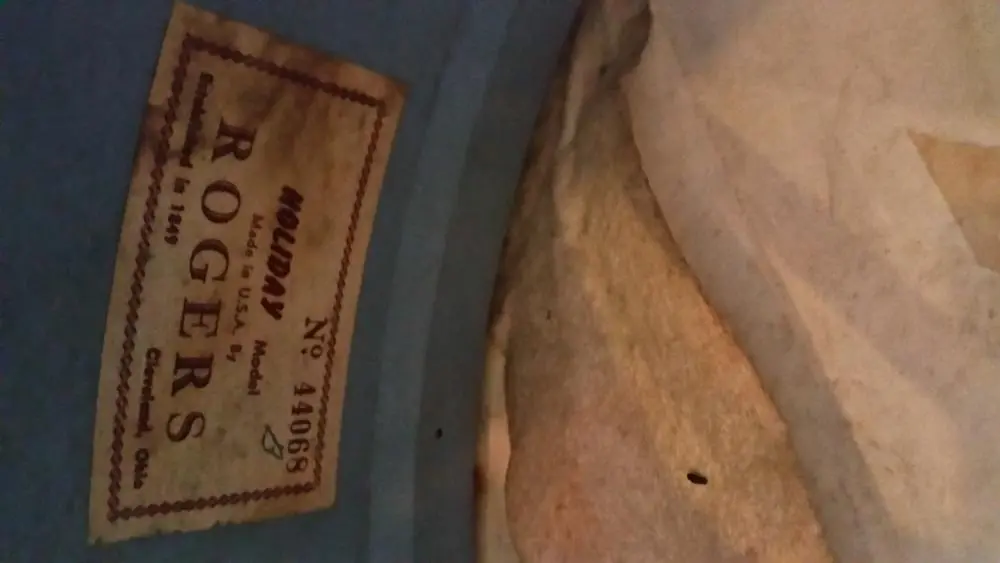 Nº 44068
B
HOLIDAY Model
Made in U.S.A. By
ROGERS
Established in 1849 Cleveland, Ohio